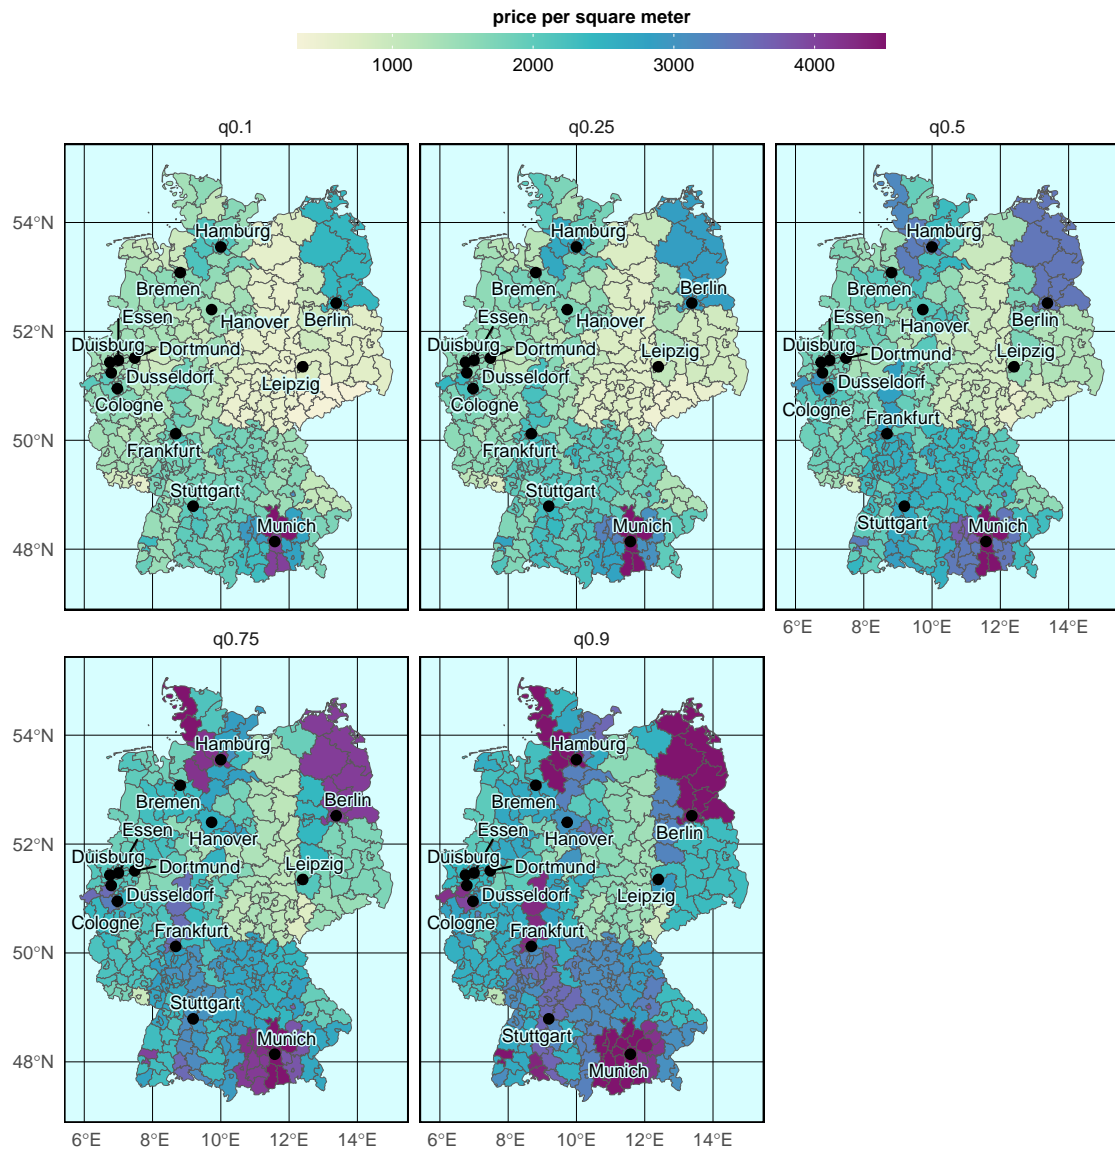 price per square meter
1000 2000 3000 4000
q0.1 q0.25 q0.5
54°N
52°N
50°N
48°N
Hamburg
Bremen
Essen
Hanover
Berlin
Duisburg
Dortmund
Dusseldorf
Leipzig
Cologne
Frankfurt
Stuttgart
Munich
Hamburg
Bremen
Berlin
Essen
Hanover
Duisburg
Dortmund
Leipzig
Dusseldorf
Cologne
Frankfurt
Stuttgart
Munich
Hamburg
Bremen
Essen
Hanover
Berlin
Duisburg
Dortmund
Leipzig
Dusseldorf
Cologne
Frankfurt
Stuttgart
Munich
6°E 8°E 10°E 12°E 14°E
q0.75 q0.9
54°N
52°N
50°N
48°N
Hamburg
Bremen
Berlin
Essen
Hanover
Duisburg
Dortmund
Leipzig
Dusseldorf
Cologne
Frankfurt
Stuttgart
Munich
Hamburg
Bremen
Essen
Hanover
Berlin
Duisburg
Dortmund
Dusseldorf
Leipzig
Cologne
Frankfurt
Stuttgart
Munich
6°E 8°E 10°E 12°E 14°E 6°E 8°E 10°E 12°E 14°E